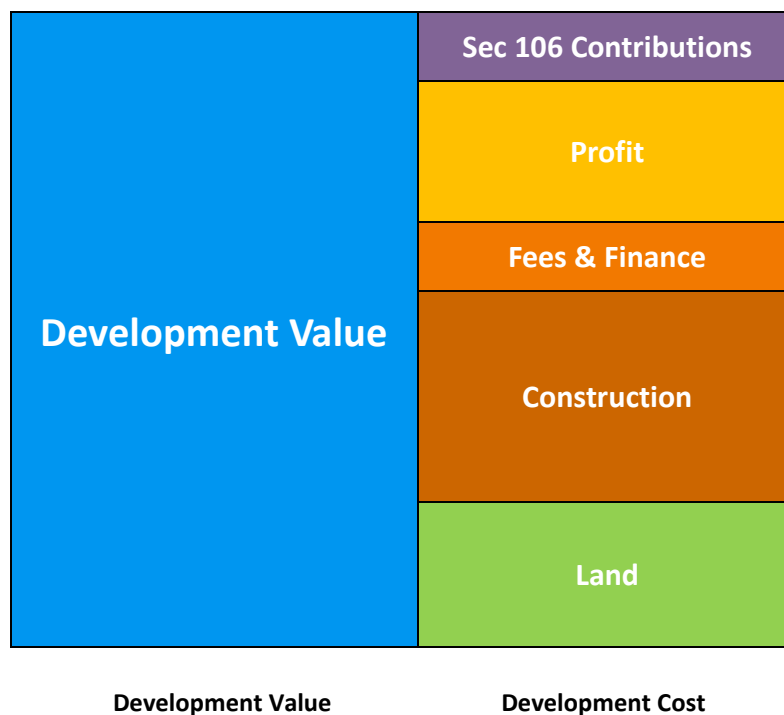 Sec 106 Contributions
Profit
Fees & Finance
Development Value
Construction
Land
Development Value
Development Cost